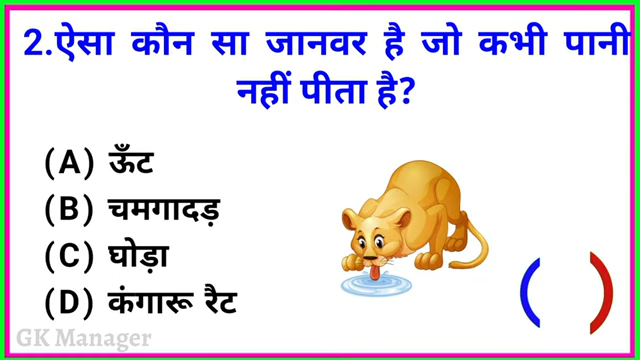 2.ऐसा कौन सा जानवर है जो कभी पानी
नहीं पीता है?
(A) ऊँट
(B) चमगादड़
(C) घोड़ा
(D) कंगारू रैट
GK Manager